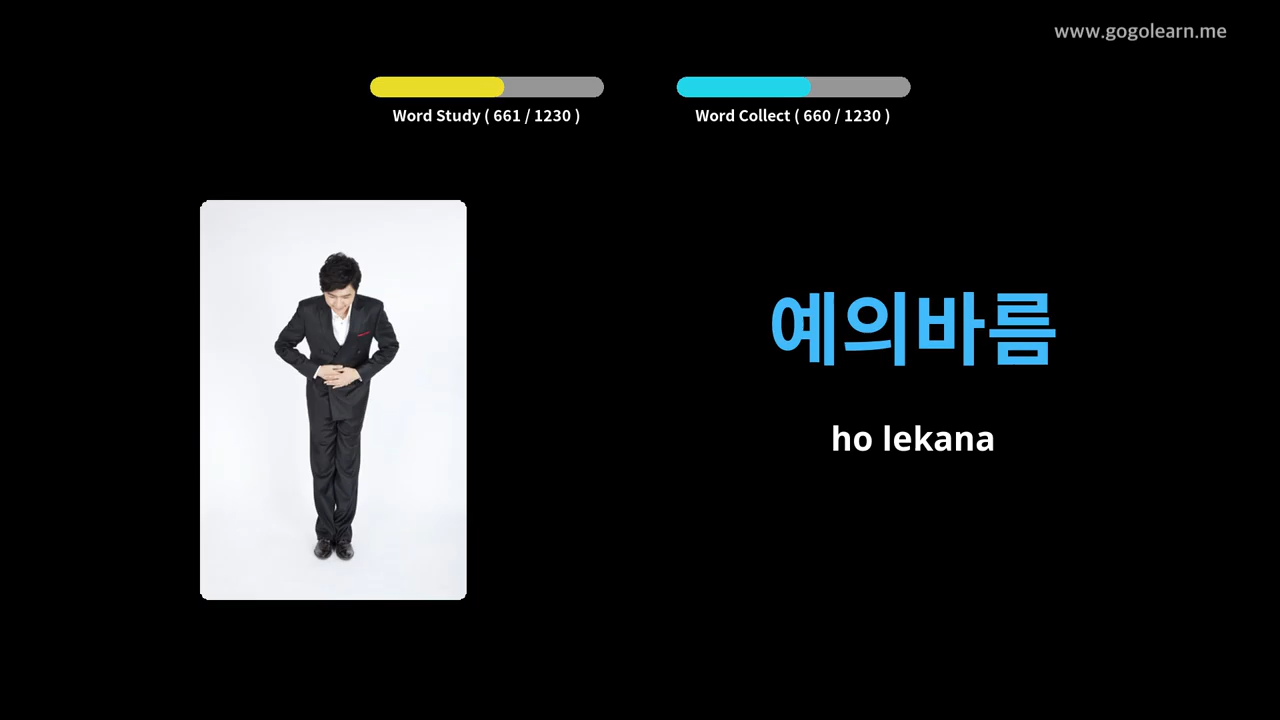 www.gogolearn.me
Word Study ( 661 / 1230 )
Word Collect ( 660 / 1230 )
예의바름
ho lekana